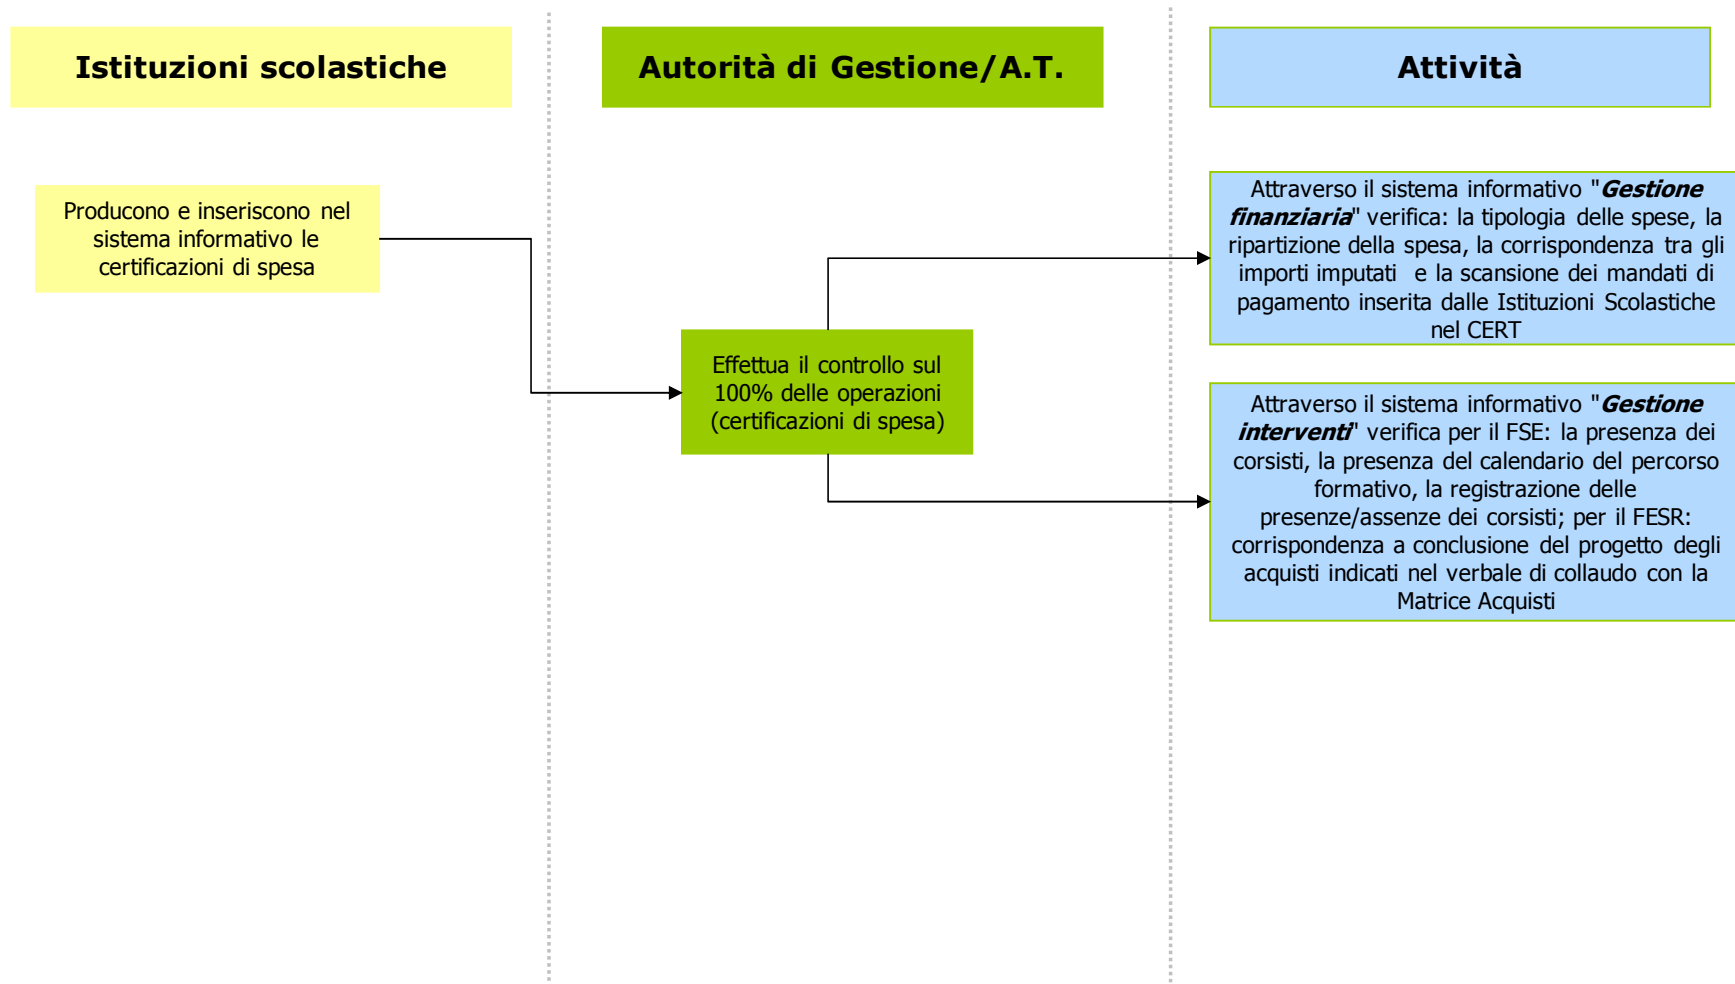 Istituzioni scolastiche
Autorità di Gestione/A.T.
Attività
Producono e inseriscono nel
sistema informativo le
certificazioni di spesa
Effettua il controllo sul
100% delle operazioni
(certificazioni di spesa)
Attraverso il sistema informativo "Gestione
finanziaria" verifica: la tipologia delle spese, la
ripartizione della spesa, la corrispondenza tra gli
importi imputati e la scansione dei mandati di
pagamento inserita dalle Istituzioni Scolastiche
nel CERT
Attraverso il sistema informativo "Gestione
interventi" verifica per il FSE: la presenza dei
corsisti, la presenza del calendario del percorso
formativo, la registrazione delle
presenze/assenze dei corsisti; per il FESR:
corrispondenza a conclusione del progetto degli
acquisti indicati nel verbale di collaudo con la
Matrice Acquisti